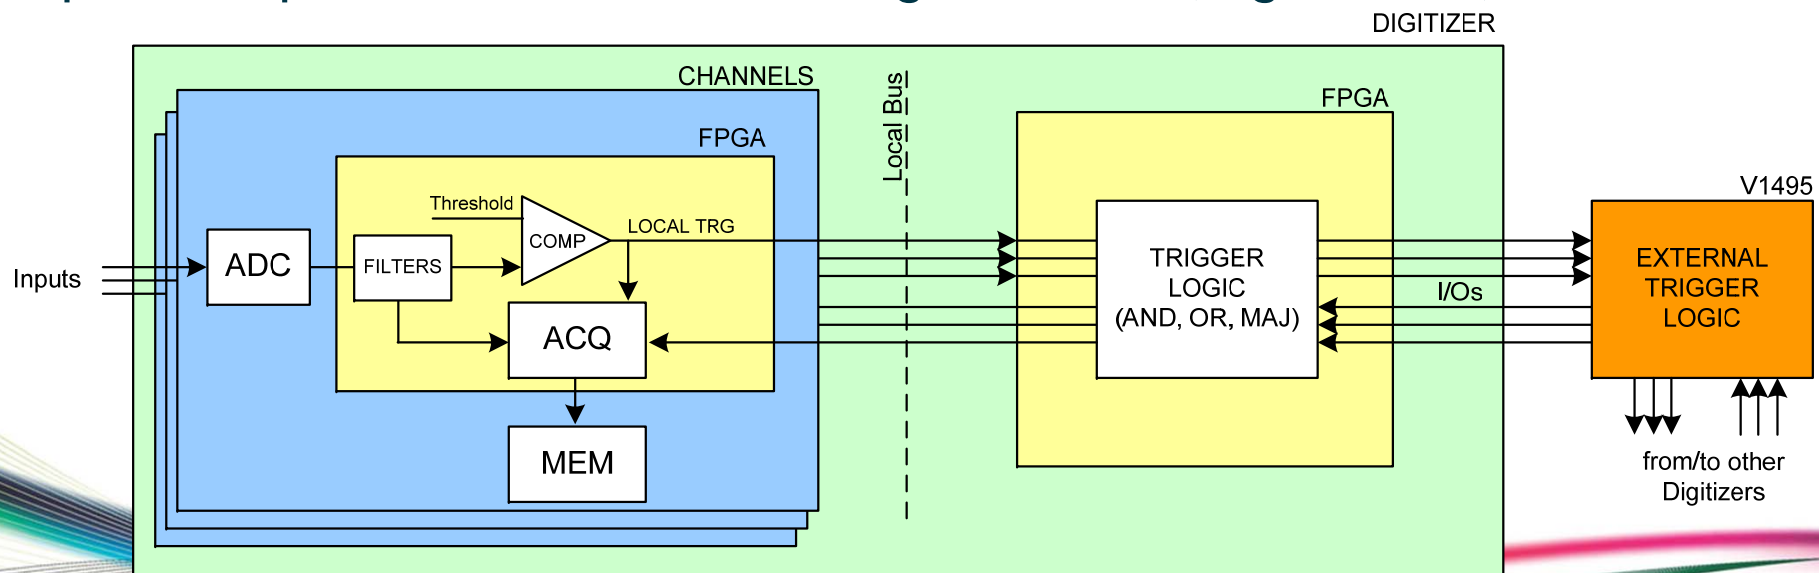 DIGITIZER
CHANNELS
FPGA
Threshold
COMP
LOCAL TRG
Inputs
ADC
FILTERS
ACQ
MEM
Local Bus
FPGA
TRIGGER
LOGIC
(AND, OR, MAJ)
I/Os
V1495
EXTERNAL
TRIGGER
LOGIC
from/to other
Digitizers